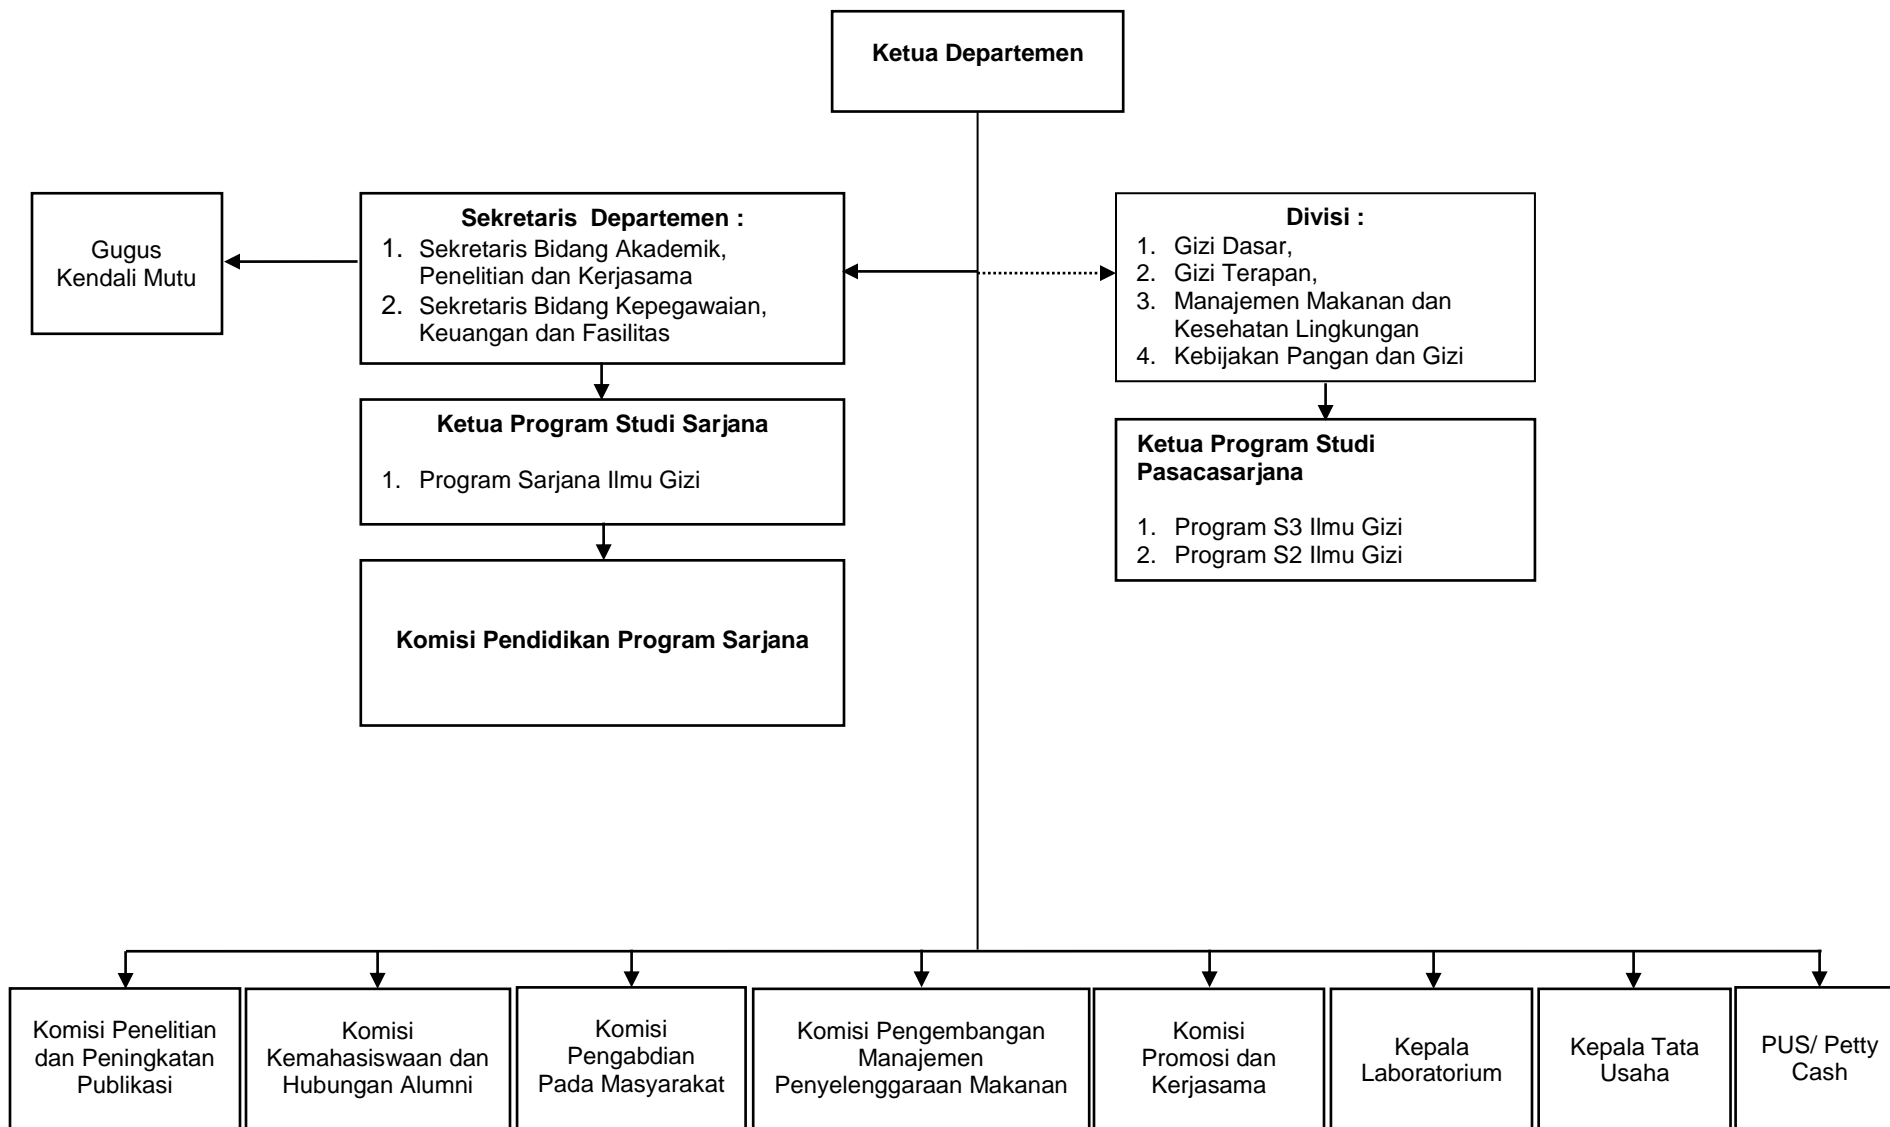 Ketua Departemen
Gugus
Kendali Mutu
Sekretaris  Departemen :
1. Sekretaris Bidang Akademik,
Penelitian dan Kerjasama
2. Sekretaris Bidang Kepegawaian,
Keuangan dan Fasilitas
Divisi :
1. Gizi Dasar,
2. Gizi Terapan,
3. Manajemen Makanan dan
Kesehatan Lingkungan
4. Kebijakan Pangan dan Gizi
Ketua Program Studi Sarjana
1. Program Sarjana Ilmu Gizi
Ketua Program Studi
Pasacasarjana
1. Program S3 Ilmu Gizi
2. Program S2 Ilmu Gizi
Komisi Pendidikan Program Sarjana
Komisi Penelitian
dan Peningkatan
Publikasi
Komisi
Kemahasiswaan dan
Hubungan Alumni
Komisi
Pengabdian
Pada Masyarakat
Komisi Pengembangan
Manajemen
Penyelenggaraan Makanan
Komisi
Promosi dan
Kerjasama
Kepala
Laboratorium
Kepala Tata
Usaha
PUS/ Petty
Cash